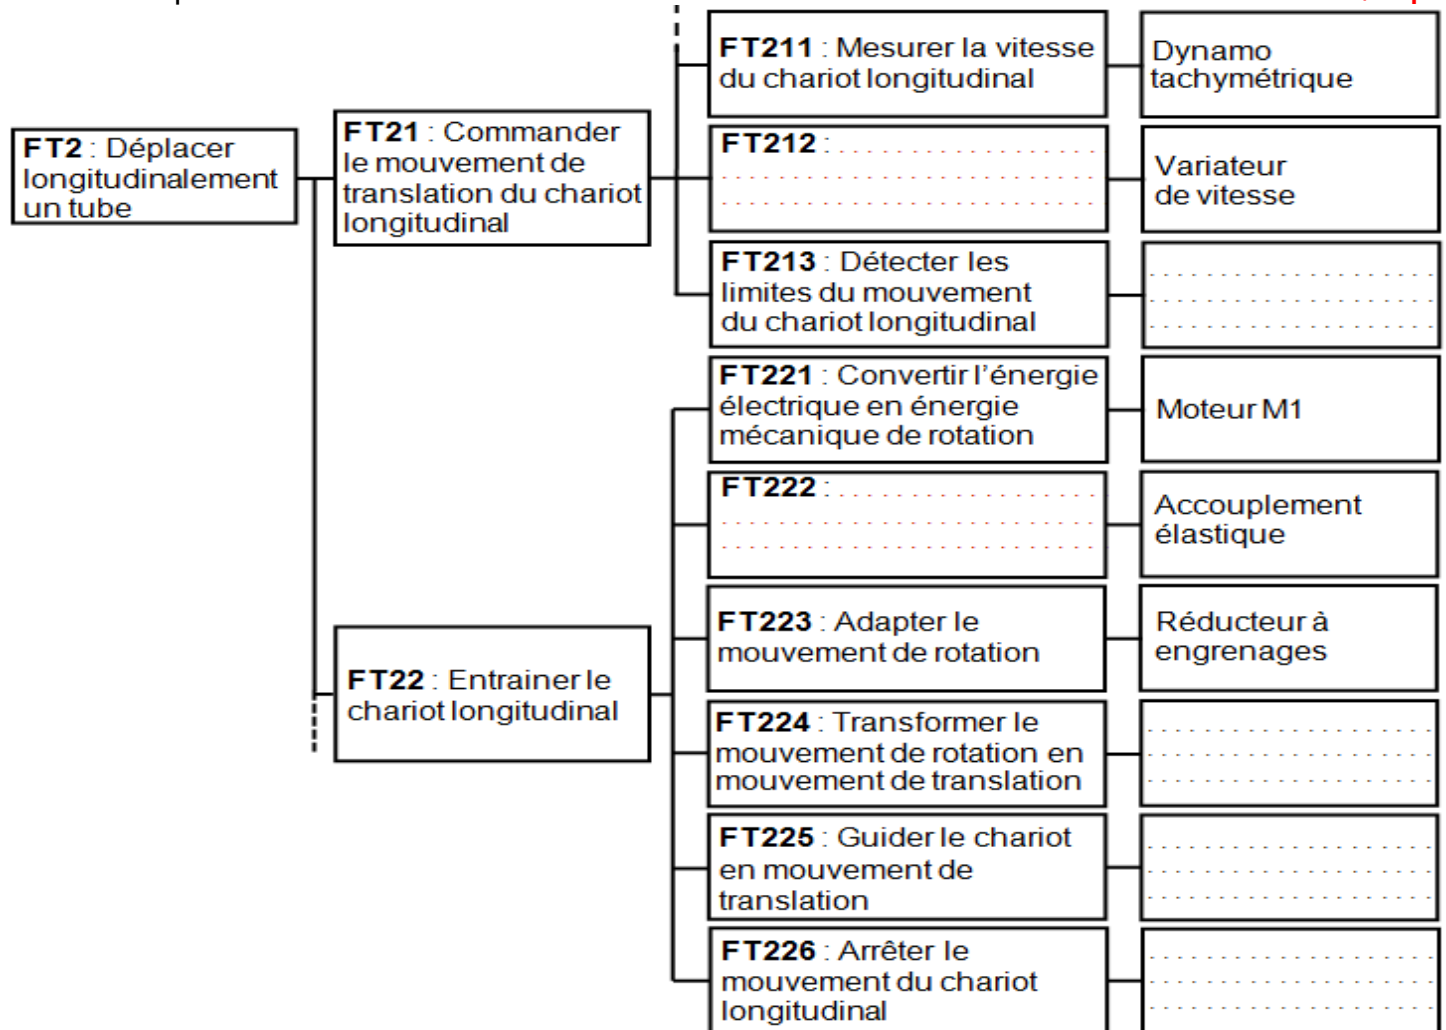 FT211 : Mesurer la vitesse
du chariot longitudinal
Dynamo
tachymétrique
FT2 : Déplacer
longitudinalement
un tube
FT21 : Commander
le mouvement de
translation du chariot
longitudinal
FT212 : . . . . . . . . . . . . . . . . . .
. . . . . . . . . . . . . . . . . . . . . . . . . .
. . . . . . . . . . . . . . . . . . . . . . . . . .
Variateur
de vitesse
FT213 : Détecter les
limites du mouvement
du chariot longitudinal
. . . . . . . . . . . . . . . . . . . .
. . . . . . . . . . . . . . . . . . . .
. . . . . . . . . . . . . . . . . . . .
FT221 : Convertir l’énergie
électrique en énergie
mécanique de rotation
Moteur M1
FT222 : . . . . . . . . . . . . . . . . . .
. . . . . . . . . . . . . . . . . . . . . . . . . .
. . . . . . . . . . . . . . . . . . . . . . . . . .
Accouplement
élastique
FT22 : Entrainer le
chariot longitudinal
FT223 : Adapter le
mouvement de rotation
Réducteur à
engrenages
FT224 : Transformer le
mouvement de rotation en
mouvement de translation
. . . . . . . . . . . . . . . . . . . .
. . . . . . . . . . . . . . . . . . . .
. . . . . . . . . . . . . . . . . . . .
FT225 : Guider le chariot
en mouvement de
translation
. . . . . . . . . . . . . . . . . . . .
. . . . . . . . . . . . . . . . . . . .
. . . . . . . . . . . . . . . . . . . .
FT226 : Arrêter le
mouvement du chariot
longitudinal
. . . . . . . . . . . . . . . . . . . .
. . . . . . . . . . . . . . . . . . . .
. . . . . . . . . . . . . . . . . . . .